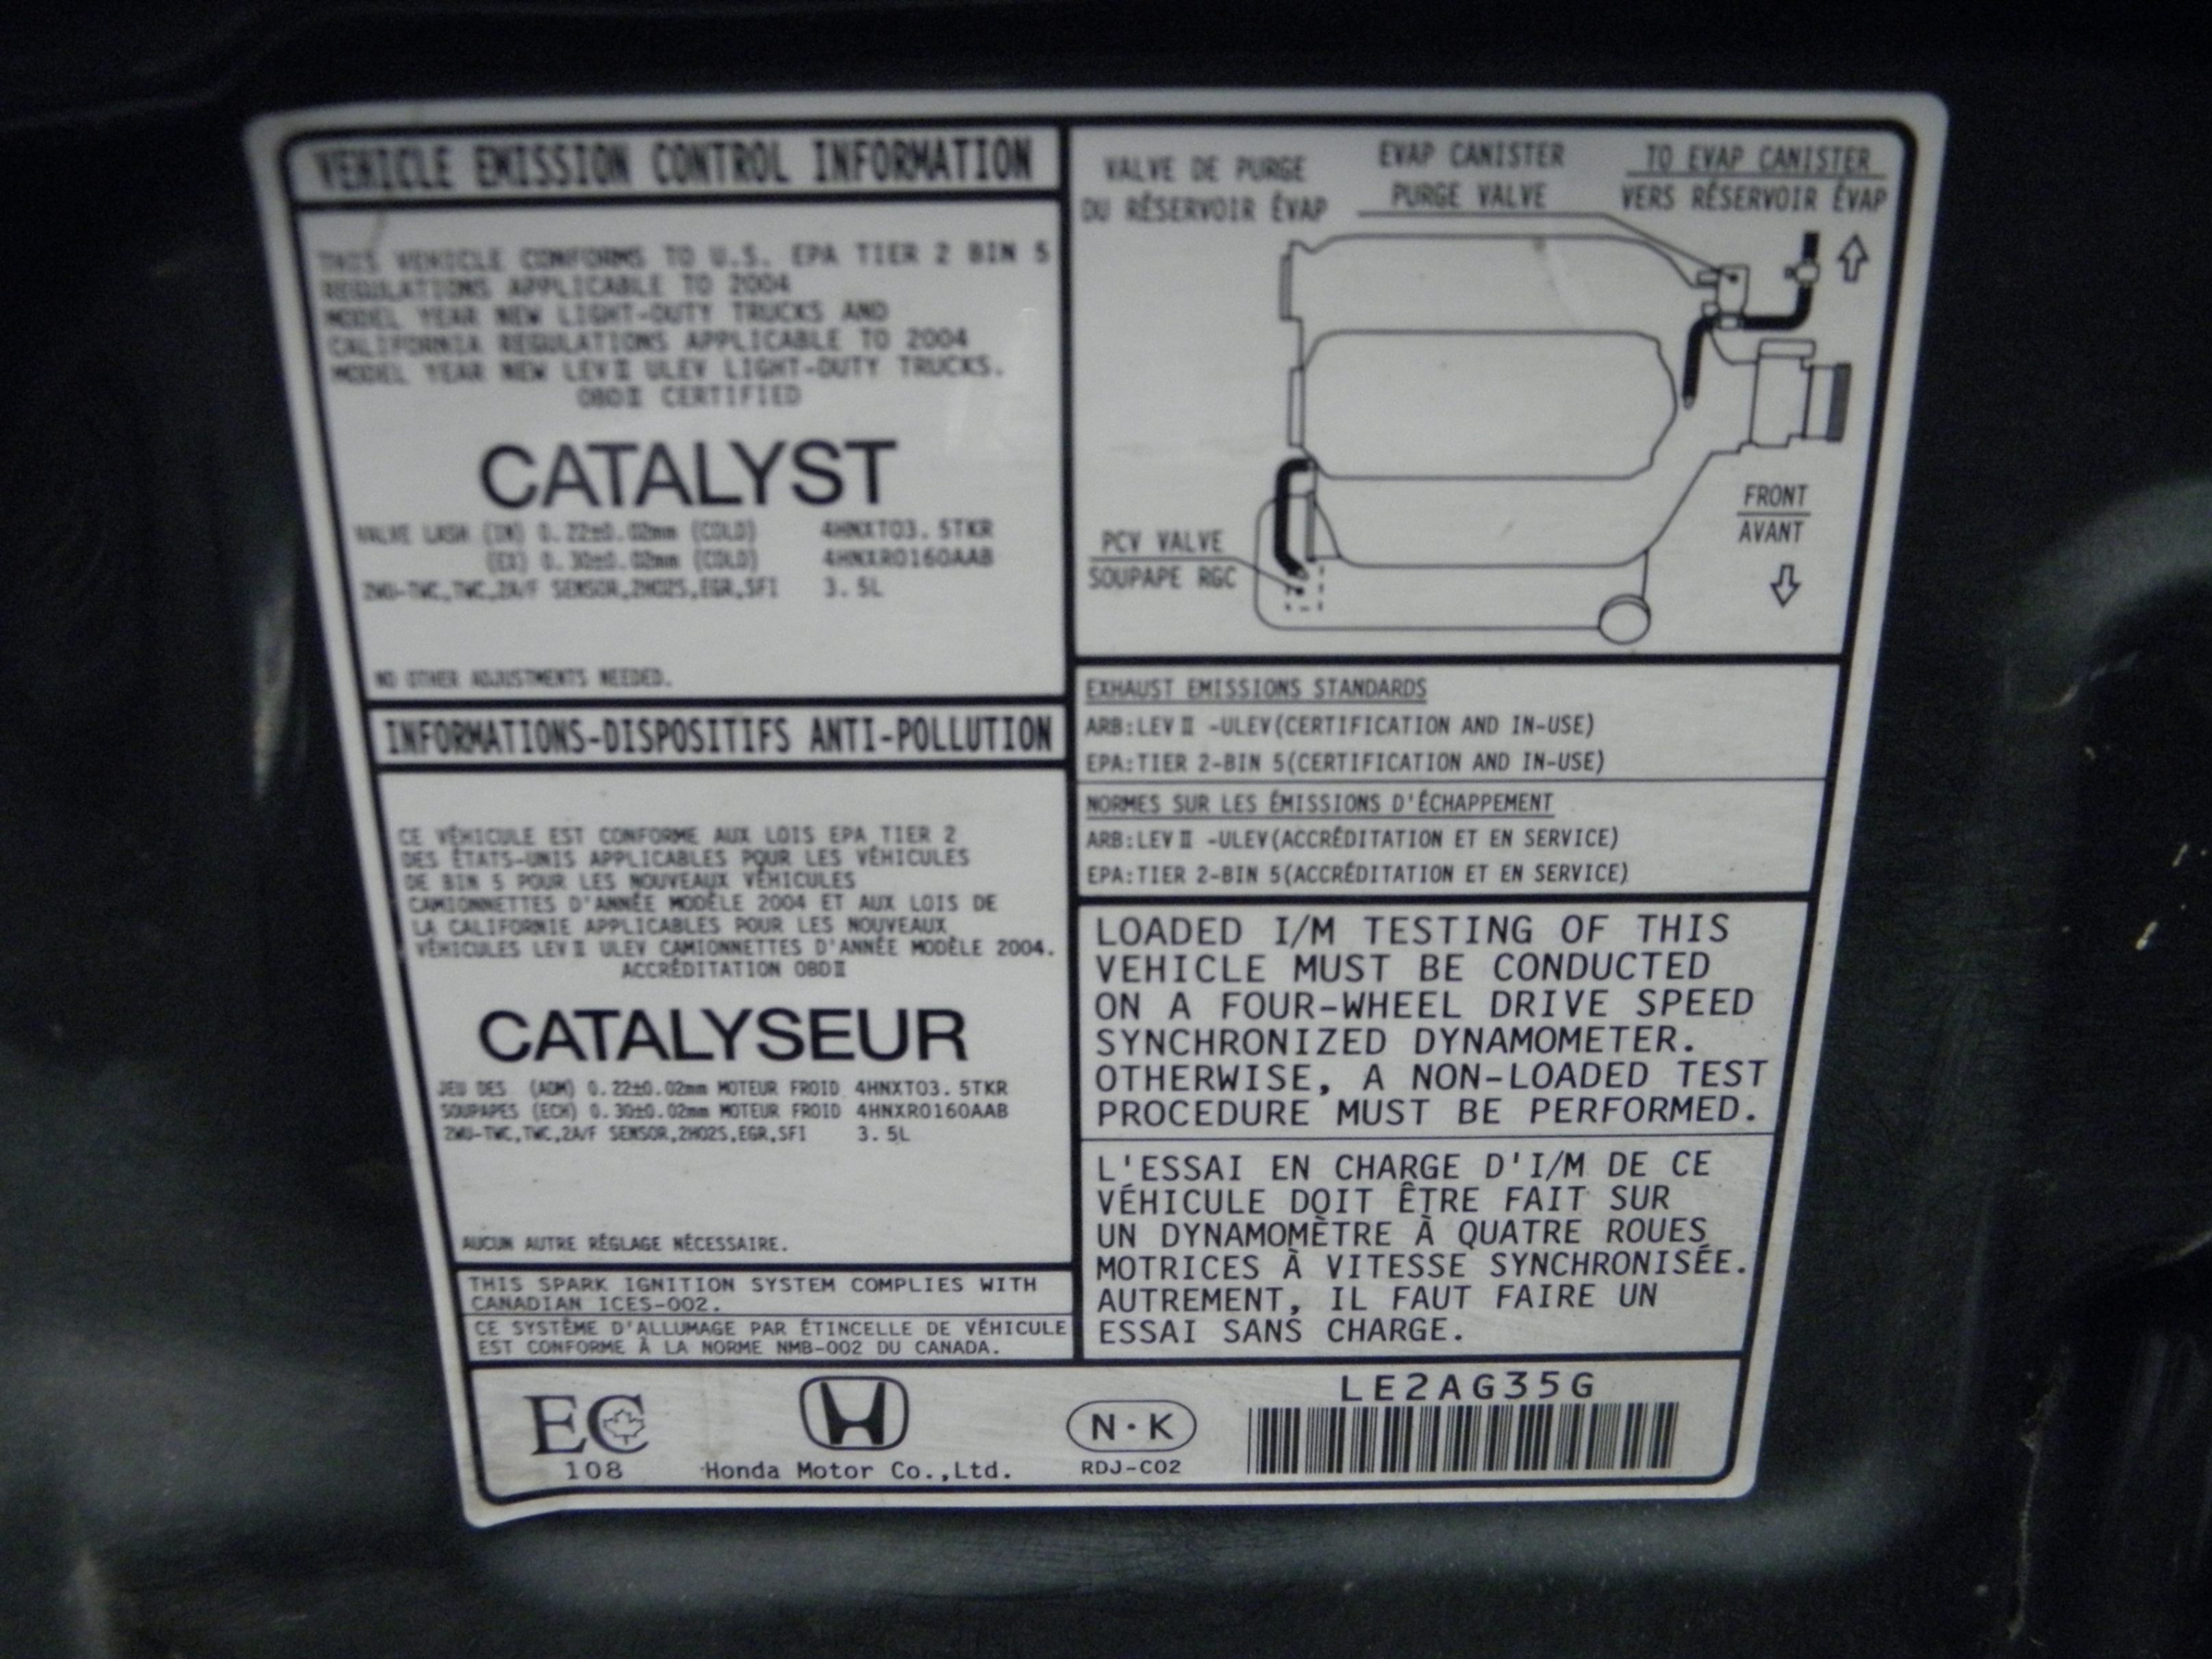 VEHICLE EMISSION CONTROL INFORMATION
THIS VEHICLE CONFORMS TO U.S. EPA TIER 2 BIN 5
REGULATIONS APPLICABLE TO 2004
MODEL YEAR NEW LIGHT-DUTY TRUCKS AND
CALIFORNIA REGULATIONS APPLICABLE TO 2004
MODEL YEAR NEW LEV II ULEV LIGHT-DUTY TRUCKS.
OBD II CERTIFIED
CATALYST
VALVE LASH (IN) 0.22±0.02mm (COLD) 4HNXT03.5TKR
(EX) 0.30±0.02mm (COLD) 4HNXR0160AAB
2WU-TWC,TWC,2A/F SENSOR,2HO2S,EGR,SFI 3.5L
NO OTHER ADJUSTMENTS NEEDED.
INFORMATIONS-DISPOSITIFS ANTI-POLLUTION
CE VÉHICULE EST CONFORME AUX LOIS EPA TIER 2
DES ÉTATS-UNIS APPLICABLES POUR LES VÉHICULES
DE BIN 5 POUR LES NOUVEAUX VÉHICULES
CAMIONNETTES D'ANNÉE MODÈLE 2004 ET AUX LOIS DE
LA CALIFORNIE APPLICABLES POUR LES NOUVEAUX
VÉHICULES LEV II ULEV CAMIONNETTES D'ANNÉE MODÈLE 2004.
ACCRÉDITATION OBD II
CATALYSEUR
JEU DES (ADM) 0.22±0.02mm MOTEUR FROID 4HNXT03.5TKR
SOUPAPES (ECH) 0.30±0.02mm MOTEUR FROID 4HNXR0160AAB
2WU-TWC,TWC,2A/F SENSOR,2HO2S,EGR,SFI 3.5L
AUCUN AUTRE RÉGLAGE NÉCESSAIRE.
THIS SPARK IGNITION SYSTEM COMPLIES WITH
CANADIAN ICES-002.
CE SYSTÈME D'ALLUMAGE PAR ÉTINCELLE DE VÉHICULE
EST CONFORME À LA NORME NMB-002 DU CANADA.
VALVE DE PURGE
DU RÉSERVOIR ÉVAP
EVAP CANISTER
PURGE VALVE
TO EVAP CANISTER
VERS RÉSERVOIR ÉVAP
FRONT
AVANT
PCV VALVE
SOUPAPE RGC
EXHAUST EMISSIONS STANDARDS
ARB:LEV II -ULEV(CERTIFICATION AND IN-USE)
EPA:TIER 2-BIN 5(CERTIFICATION AND IN-USE)
NORMES SUR LES ÉMISSIONS D'ÉCHAPPEMENT
ARB:LEV II -ULEV(ACCRÉDITATION ET EN SERVICE)
EPA:TIER 2-BIN 5(ACCRÉDITATION ET EN SERVICE)
LOADED I/M TESTING OF THIS
VEHICLE MUST BE CONDUCTED
ON A FOUR-WHEEL DRIVE SPEED
SYNCHRONIZED DYNAMOMETER.
OTHERWISE, A NON-LOADED TEST
PROCEDURE MUST BE PERFORMED.
L'ESSAI EN CHARGE D'I/M DE CE
VÉHICULE DOIT ÊTRE FAIT SUR
UN DYNAMOMÈTRE À QUATRE ROUES
MOTRICES À VITESSE SYNCHRONISÉE.
AUTREMENT, IL FAUT FAIRE UN
ESSAI SANS CHARGE.
EC
108
Honda Motor Co.,Ltd.
N·K
RDJ-C02
LE2AG35G